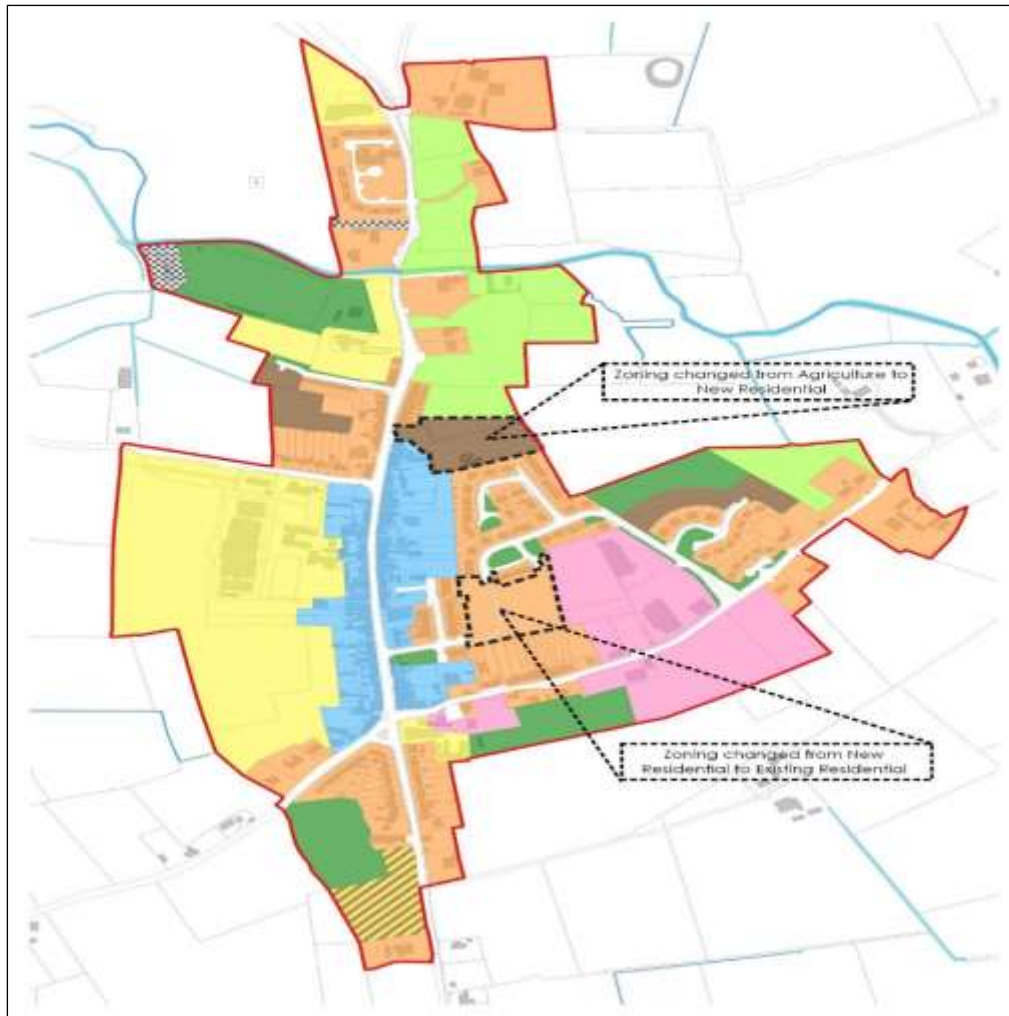 Zoning changed from Agriculture to
New Residential
Zoning changed from New
Residential to Existing Residential